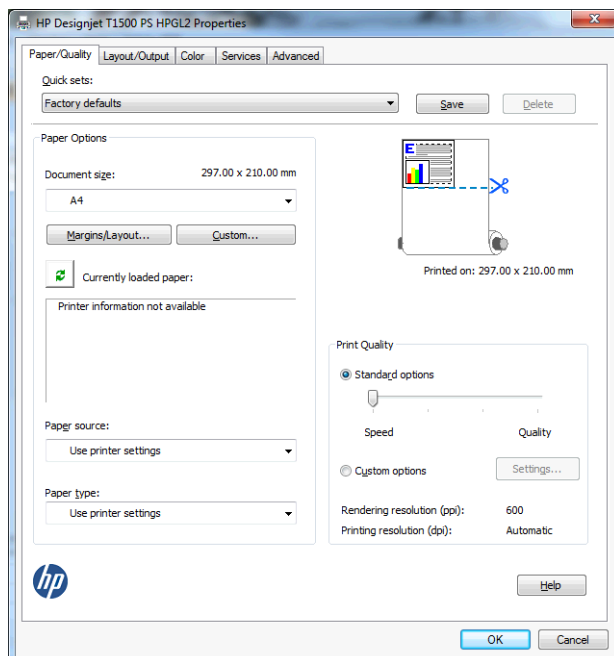 HP Designjet T1500 PS HPGL2 Properties
Paper/Quality Layout/Output Color Services Advanced
Quick sets:
Factory defaults Save Delete
Paper Options
Document size: 297.00 x 210.00 mm
A4
Margins/Layout... Custom...
Currently loaded paper:
Printer information not available
Paper source:
Use printer settings
Paper type:
Use printer settings
E
Printed on: 297.00 x 210.00 mm
Print Quality
Standard options
Speed Quality
Custom options Settings...
Rendering resolution (ppi): 600
Printing resolution (dpi): Automatic
hp
Help
OK Cancel